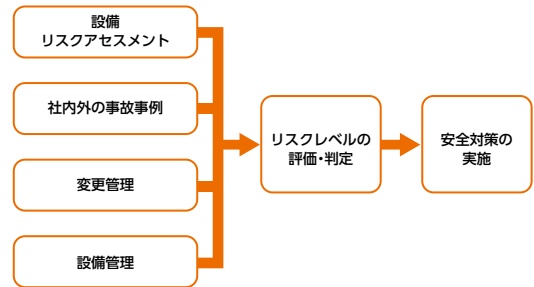 設備
リスクアセスメント
社内外の事故事例
変更管理
設備管理
リスクレベルの
評価・判定
安全対策の
実施